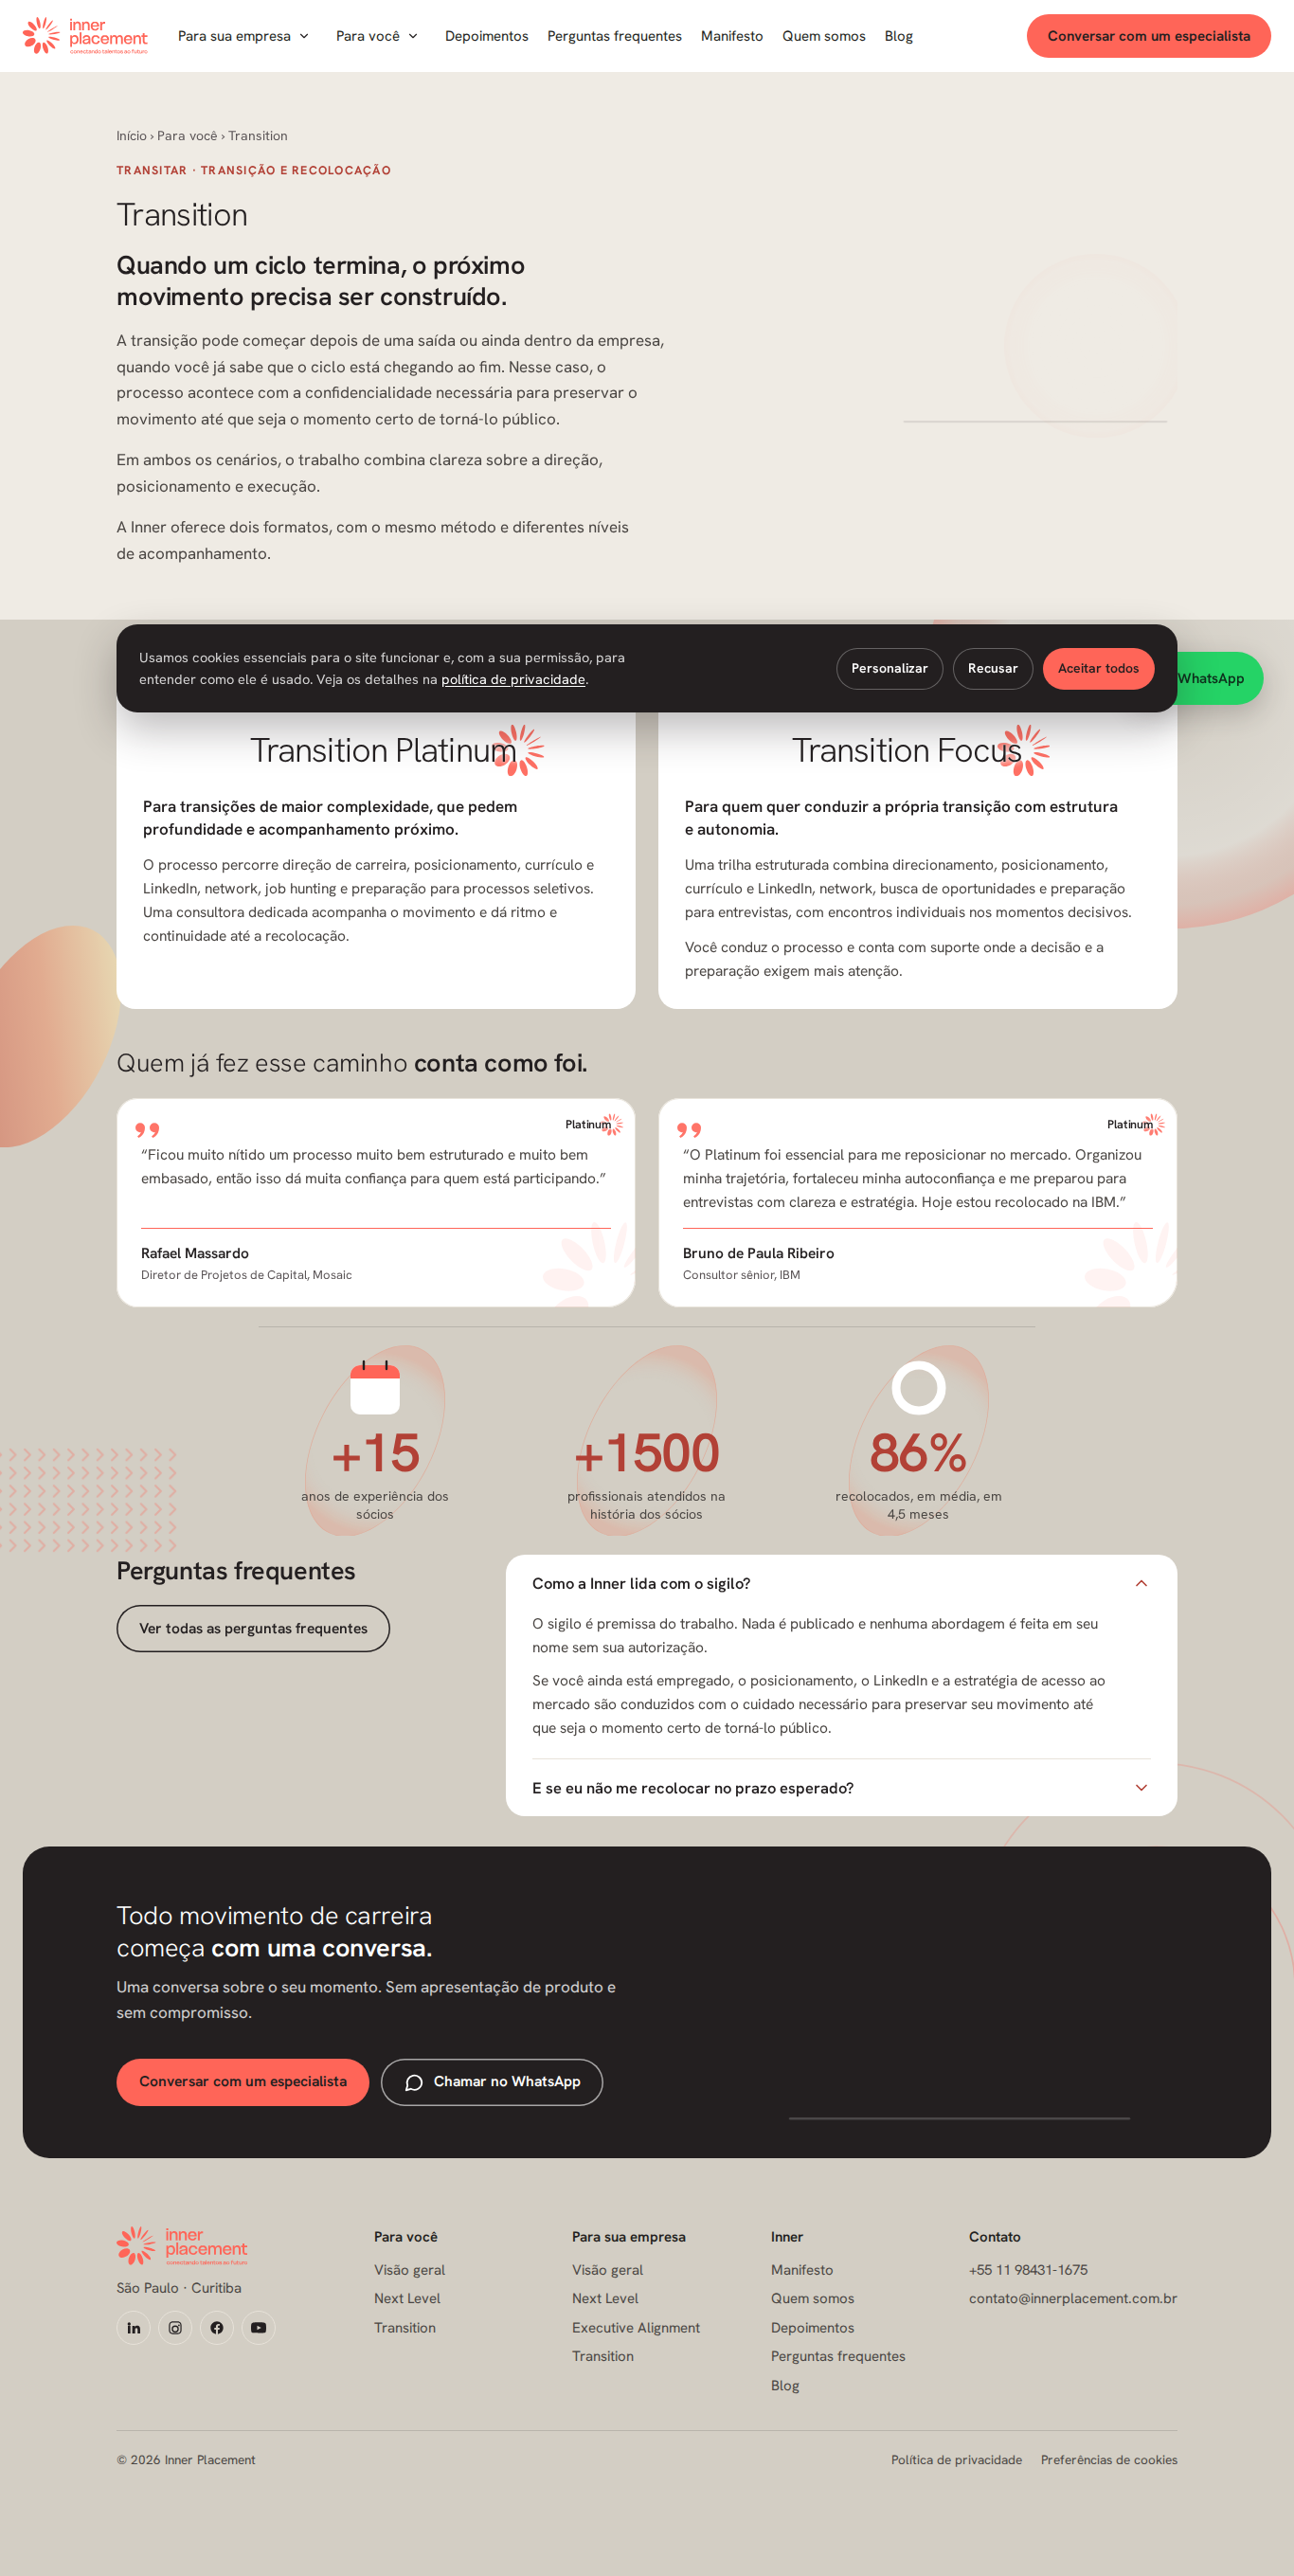 inner
placement
conectando talentos ao futuro
Para sua empresa
Para você
Depoimentos
Perguntas frequentes
Manifesto
Quem somos
Blog
Conversar com um especialista
Início › Para você › Transition
TRANSITAR · TRANSIÇÃO E RECOLOCAÇÃO
Transition
Quando um ciclo termina, o próximo
movimento precisa ser construído.
A transição pode começar depois de uma saída ou ainda dentro da empresa,
quando você já sabe que o ciclo está chegando ao fim. Nesse caso, o
processo acontece com a confidencialidade necessária para preservar o
movimento até que seja o momento certo de torná-lo público.
Em ambos os cenários, o trabalho combina clareza sobre a direção,
posicionamento e execução.
A Inner oferece dois formatos, com o mesmo método e diferentes níveis
de acompanhamento.
Usamos cookies essenciais para o site funcionar e, com a sua permissão, para
entender como ele é usado. Veja os detalhes na política de privacidade.
Personalizar
Recusar
Aceitar todos
WhatsApp
Transition Platinum
Para transições de maior complexidade, que pedem
profundidade e acompanhamento próximo.
O processo percorre direção de carreira, posicionamento, currículo e
LinkedIn, network, job hunting e preparação para processos seletivos.
Uma consultora dedicada acompanha o movimento e dá ritmo e
continuidade até a recolocação.
Transition Focus
Para quem quer conduzir a própria transição com estrutura
e autonomia.
Uma trilha estruturada combina direcionamento, posicionamento,
currículo e LinkedIn, network, busca de oportunidades e preparação
para entrevistas, com encontros individuais nos momentos decisivos.
Você conduz o processo e conta com suporte onde a decisão e a
preparação exigem mais atenção.
Quem já fez esse caminho conta como foi.
Platinum
“Ficou muito nítido um processo muito bem estruturado e muito bem
embasado, então isso dá muita confiança para quem está participando.”
Rafael Massardo
Diretor de Projetos de Capital, Mosaic
Platinum
“O Platinum foi essencial para me reposicionar no mercado. Organizou
minha trajetória, fortaleceu minha autoconfiança e me preparou para
entrevistas com clareza e estratégia. Hoje estou recolocado na IBM.”
Bruno de Paula Ribeiro
Consultor sênior, IBM
+15
anos de experiência dos
sócios
+1500
profissionais atendidos na
história dos sócios
86%
recolocados, em média, em
4,5 meses
Perguntas frequentes
Ver todas as perguntas frequentes
Como a Inner lida com o sigilo?
O sigilo é premissa do trabalho. Nada é publicado e nenhuma abordagem é feita em seu
nome sem sua autorização.
Se você ainda está empregado, o posicionamento, o LinkedIn e a estratégia de acesso ao
mercado são conduzidos com o cuidado necessário para preservar seu movimento até
que seja o momento certo de torná-lo público.
E se eu não me recolocar no prazo esperado?
Todo movimento de carreira
começa com uma conversa.
Uma conversa sobre o seu momento. Sem apresentação de produto e
sem compromisso.
Conversar com um especialista
Chamar no WhatsApp
inner
placement
conectando talentos ao futuro
São Paulo · Curitiba
Para você
Visão geral
Next Level
Transition
Para sua empresa
Visão geral
Next Level
Executive Alignment
Transition
Inner
Manifesto
Quem somos
Depoimentos
Perguntas frequentes
Blog
Contato
+55 11 98431-1675
contato@innerplacement.com.br
© 2026 Inner Placement
Política de privacidade
Preferências de cookies